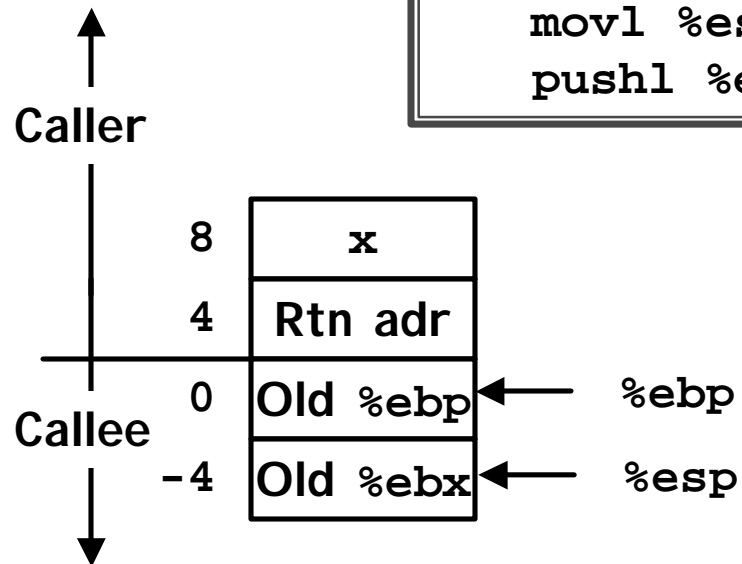 movl %es
pushl %e
Caller
8 x
4 Rtn adr
0 Old %ebp %ebp
Callee
-4 Old %ebx %esp